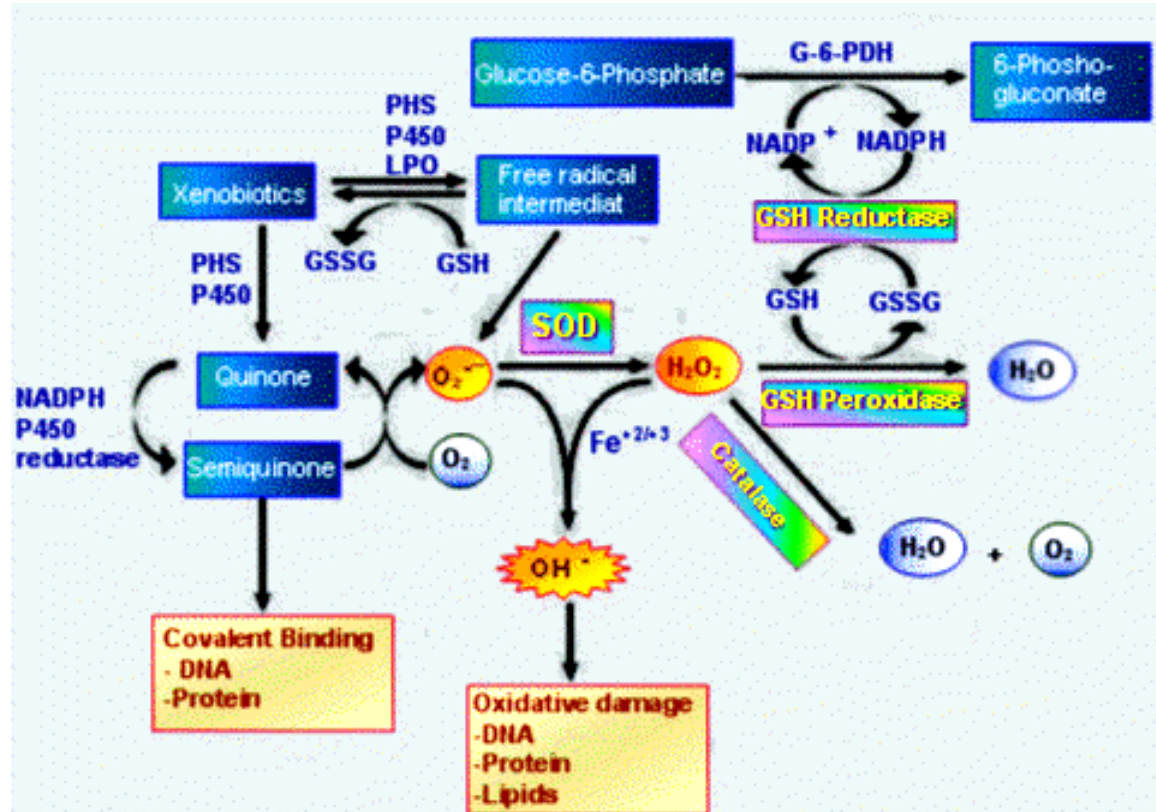 G-6-PDH
Glucose-6-Phosphate
6-Phosho-
gluconate
NADP +
NADPH
PHS
P450
LPO
Xenobiotics
Free radical
intermediat
GSH Reductase
GSSG
GSH
PHS
P450
GSH
GSSG
SOD
Quinone
O₂·−
H₂O₂
H₂O
GSH Peroxidase
NADPH
P450
reductase
Semiquinone
O₂
Fe⁺²/⁺³
Catalase
H₂O + O₂
OH -
Covalent Binding
- DNA
-Protein
Oxidative damage
-DNA
-Protein
-Lipids